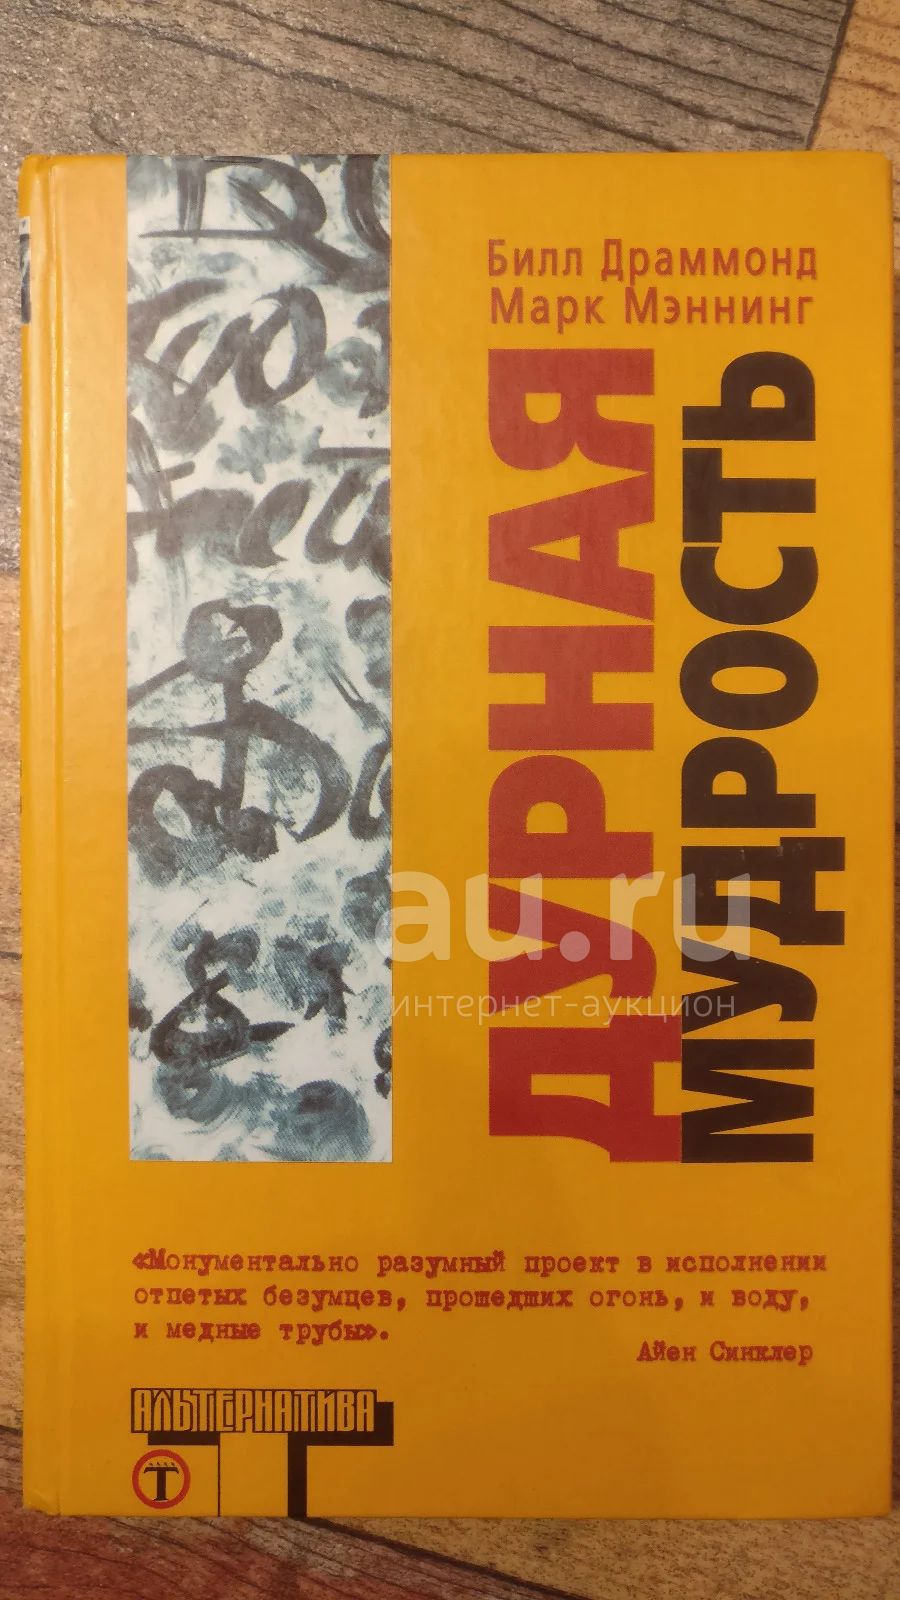 Билл Драммонд
Марк Мэннинг
ДУРНАЯ
МУДРОСТЬ
au.ru
интернет-аукцион
«Монументально разумный проект в исполнении
отпетых безумцев, прошедших огонь, и воду,
и медные трубы».
Айен Синклер
АЛЬТЕРНАТИВА
Т